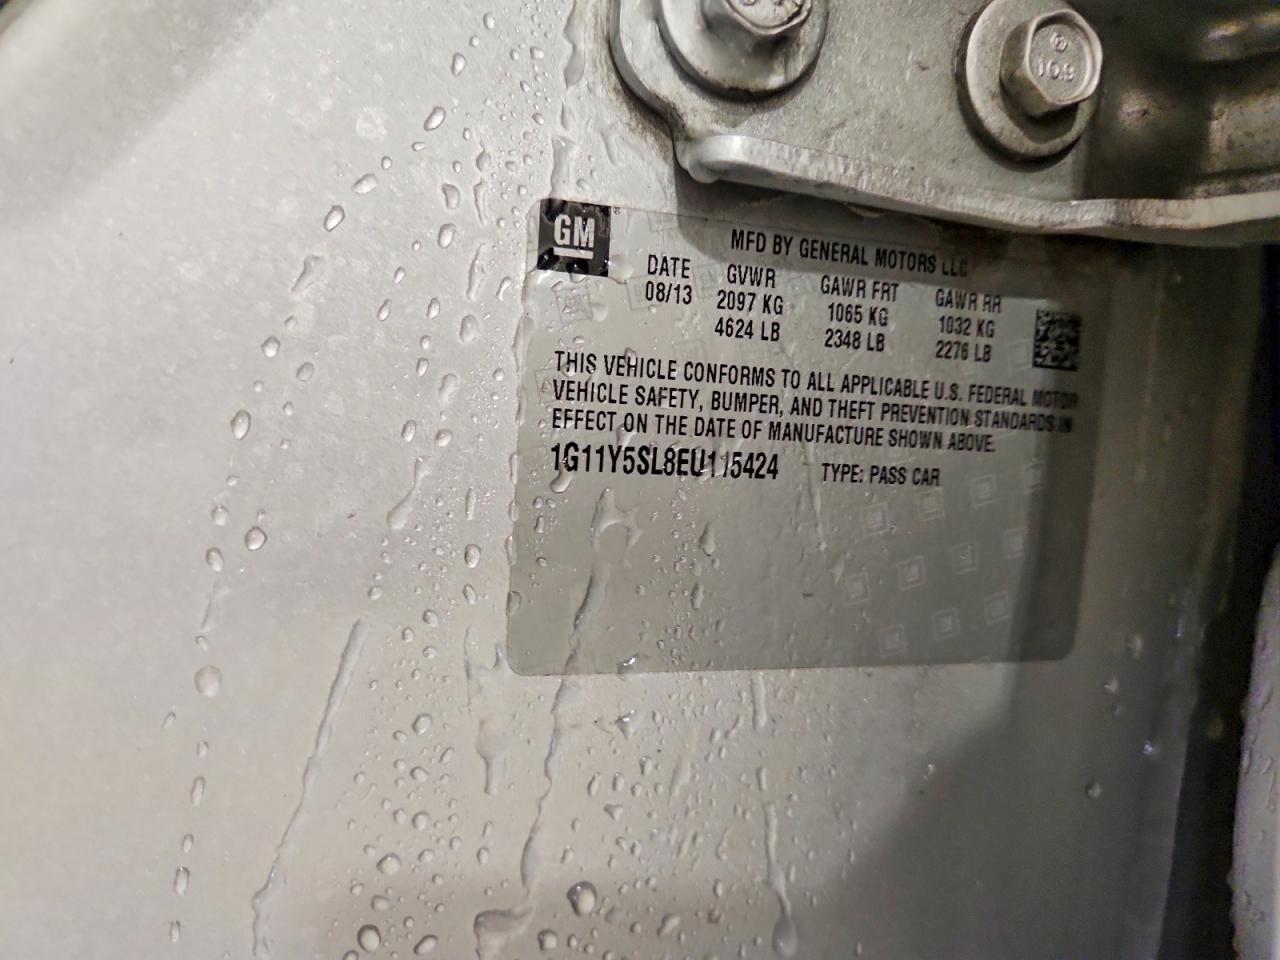 10.9
GM
MFD BY GENERAL MOTORS LLC
DATE GVWR GAWR FRT GAWR RR
08/13 2097 KG 1065 KG 1032 KG
4624 LB 2348 LB 2276 LB
THIS VEHICLE CONFORMS TO ALL APPLICABLE U.S. FEDERAL MOTOR
VEHICLE SAFETY, BUMPER, AND THEFT PREVENTION STANDARDS IN
EFFECT ON THE DATE OF MANUFACTURE SHOWN ABOVE.
1G11Y5SL8EU115424 TYPE: PASS CAR